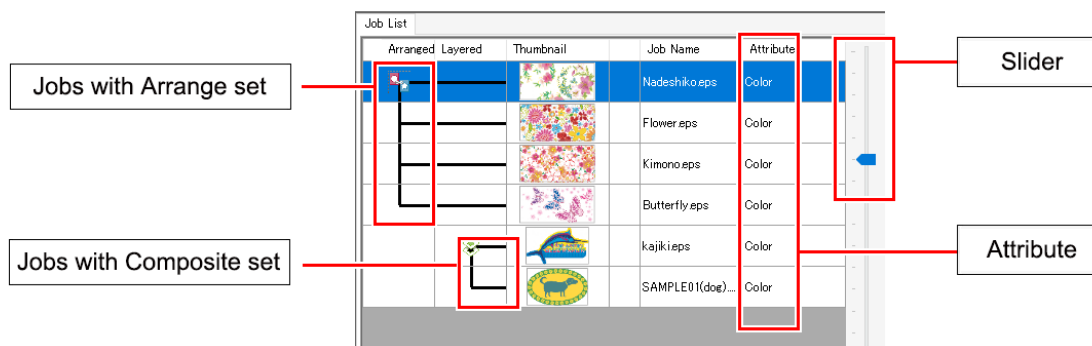 Job List
Arranged Layered Thumbnail Job Name Attribute
Slider
Jobs with Arrange set
Nadeshiko.eps Color
Flower.eps Color
Kimono.eps Color
Butterfly.eps Color
Jobs with Composite set
kajiki.eps Color
Attribute
SAMPLE01(dog).... Color